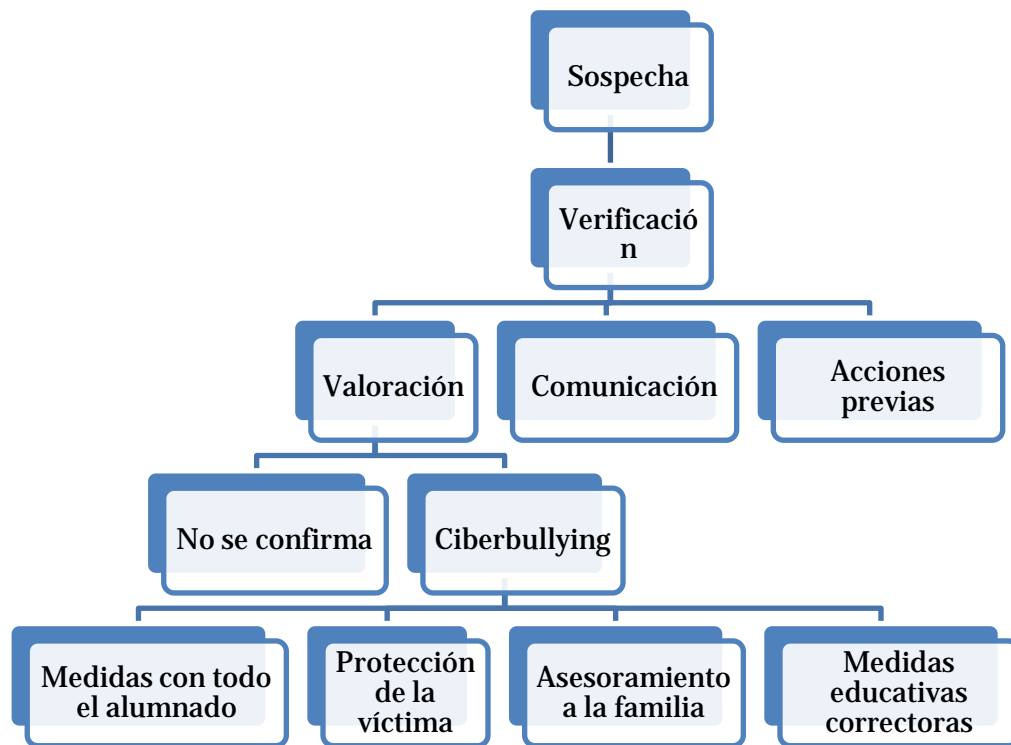 Sospecha
Verificació
n
Valoración
Comunicación
Acciones
previas
No se confirma
Ciberbullying
Medidas con todo
el alumnado
Protección
de la
víctima
Asesoramiento
a la familia
Medidas
educativas
correctoras